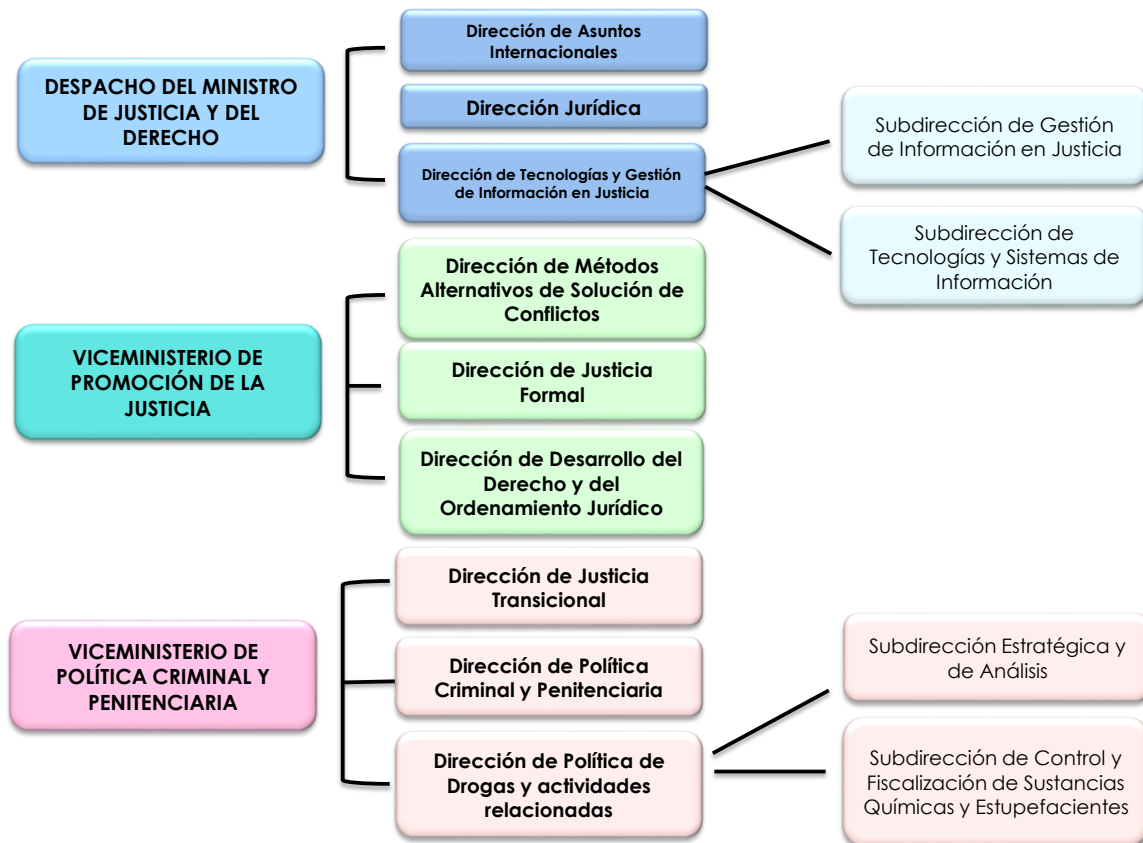 DESPACHO DEL MINISTRO
DE JUSTICIA Y DEL
DERECHO
Dirección de Asuntos
Internacionales
Dirección Jurídica
Dirección de Tecnologías y Gestión
de Información en Justicia
Subdirección de Gestión
de Información en Justicia
Subdirección de
Tecnologías y Sistemas de
Información
VICEMINISTERIO DE
PROMOCIÓN DE LA
JUSTICIA
Dirección de Métodos
Alternativos de Solución de
Conflictos
Dirección de Justicia
Formal
Dirección de Desarrollo del
Derecho y del
Ordenamiento Jurídico
VICEMINISTERIO DE
POLÍTICA CRIMINAL Y
PENITENCIARIA
Dirección de Justicia
Transicional
Dirección de Política
Criminal y Penitenciaria
Dirección de Política de
Drogas y actividades
relacionadas
Subdirección Estratégica y
de Análisis
Subdirección de Control y
Fiscalización de Sustancias
Químicas y Estupefacientes